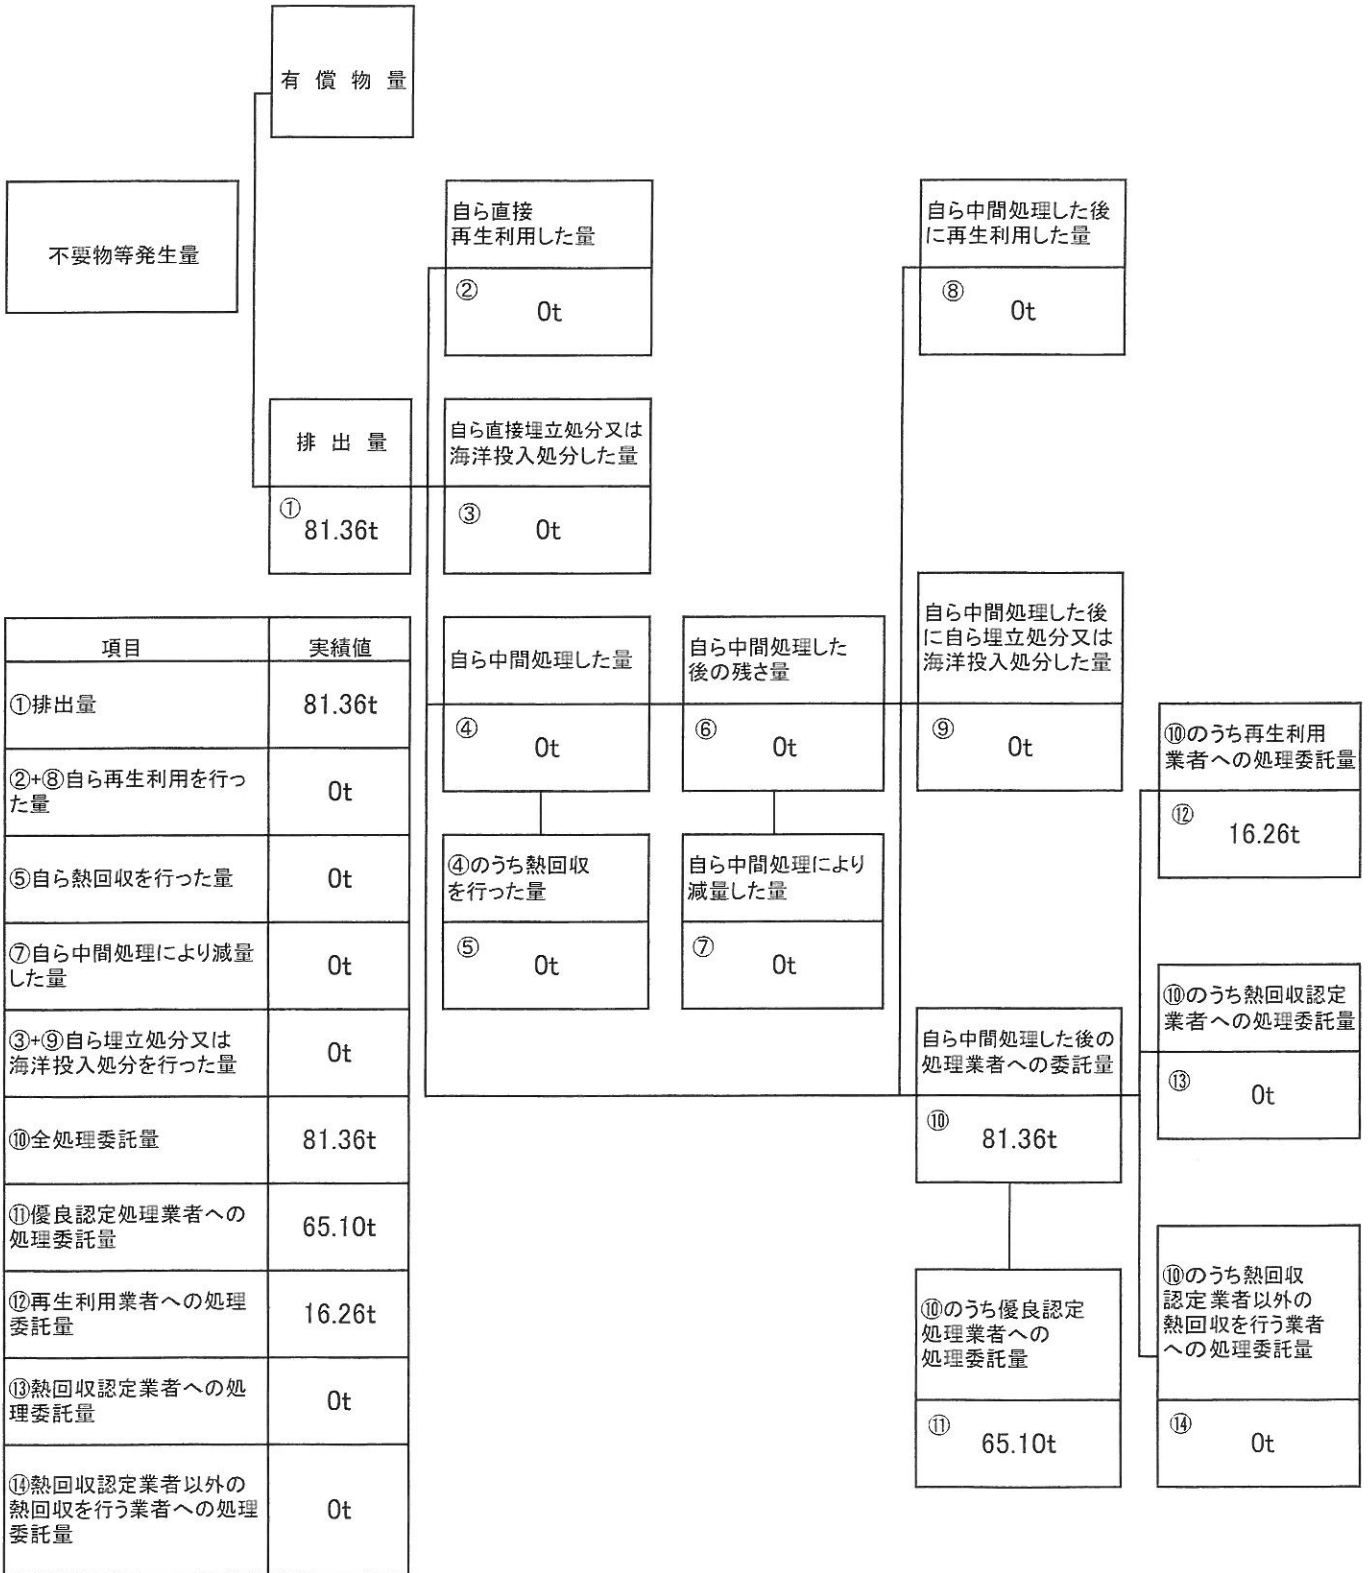 有償物量
不要物等発生量
自ら直接
再生利用した量
②
0t
自ら中間処理した後
に再生利用した量
⑧
0t
排出量
①
81.36t
自ら直接埋立処分又は
海洋投入処分した量
③
0t
自ら中間処理した量
④
0t
自ら中間処理した
後の残さ量
⑥
0t
自ら中間処理した後
に自ら埋立処分又は
海洋投入処分した量
⑨
0t
④のうち熱回収
を行った量
⑤
0t
自ら中間処理により
減量した量
⑦
0t
自ら中間処理した後の
処理業者への委託量
⑩
81.36t
⑩のうち優良認定
処理業者への
処理委託量
⑪
65.10t
⑩のうち再生利用
業者への処理委託量
⑫
16.26t
⑩のうち熱回収認定
業者への処理委託量
⑬
0t
⑩のうち熱回収
認定業者以外の
熱回収を行う業者
への処理委託量
⑭
0t
項目 実績値
①排出量 81.36t
②+⑧自ら再生利用を行っ
た量
0t
⑤自ら熱回収を行った量 0t
⑦自ら中間処理により減量
した量
0t
③+⑨自ら埋立処分又は
海洋投入処分を行った量
0t
⑩全処理委託量 81.36t
⑪優良認定処理業者への
処理委託量
65.10t
⑫再生利用業者への処理
委託量
16.26t
⑬熱回収認定業者への処
理委託量
0t
⑭熱回収認定業者以外の
熱回収を行う業者への処理
委託量
0t